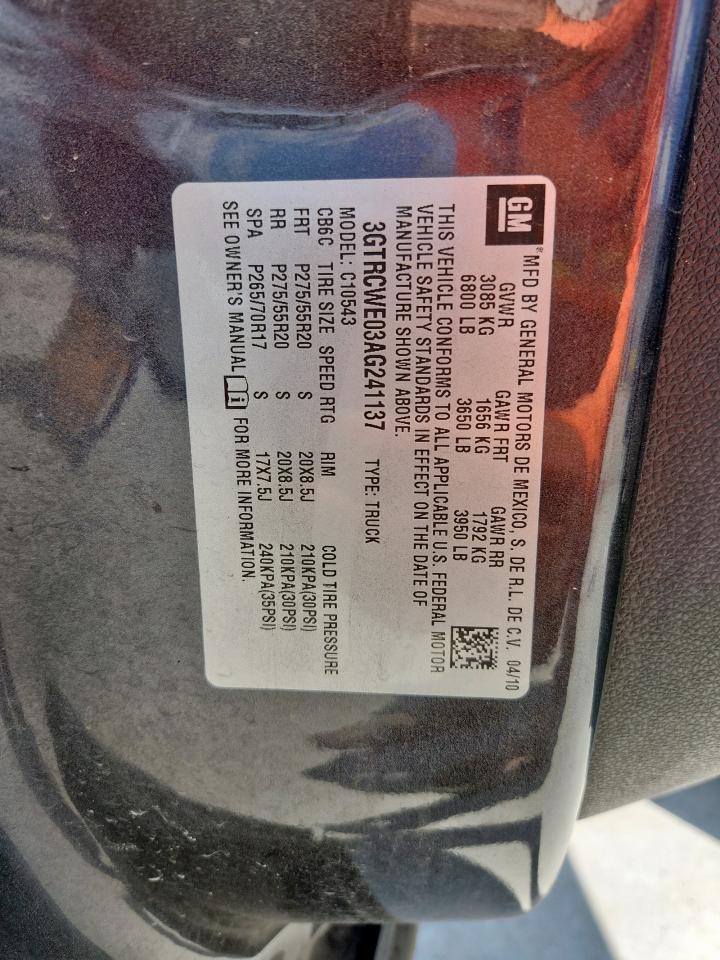 GM
® MFD BY GENERAL MOTORS DE MEXICO, S. DE R.L. DE C.V. 04/10
GVWR GAWR FRT GAWR RR
3085 KG 1656 KG 1792 KG
6800 LB 3650 LB 3950 LB
THIS VEHICLE CONFORMS TO ALL APPLICABLE U.S. FEDERAL MOTOR
VEHICLE SAFETY STANDARDS IN EFFECT ON THE DATE OF
MANUFACTURE SHOWN ABOVE.
3GTRCWE03AG241137 TYPE: TRUCK
MODEL: C10543
CB6C TIRE SIZE SPEED RTG RIM COLD TIRE PRESSURE
FRT P275/55R20 S 20X8.5J 210KPA(30PSI)
RR P275/55R20 S 20X8.5J 210KPA(30PSI)
SPA P265/70R17 S 17X7.5J 240KPA(35PSI)
SEE OWNER'S MANUAL FOR MORE INFORMATION.